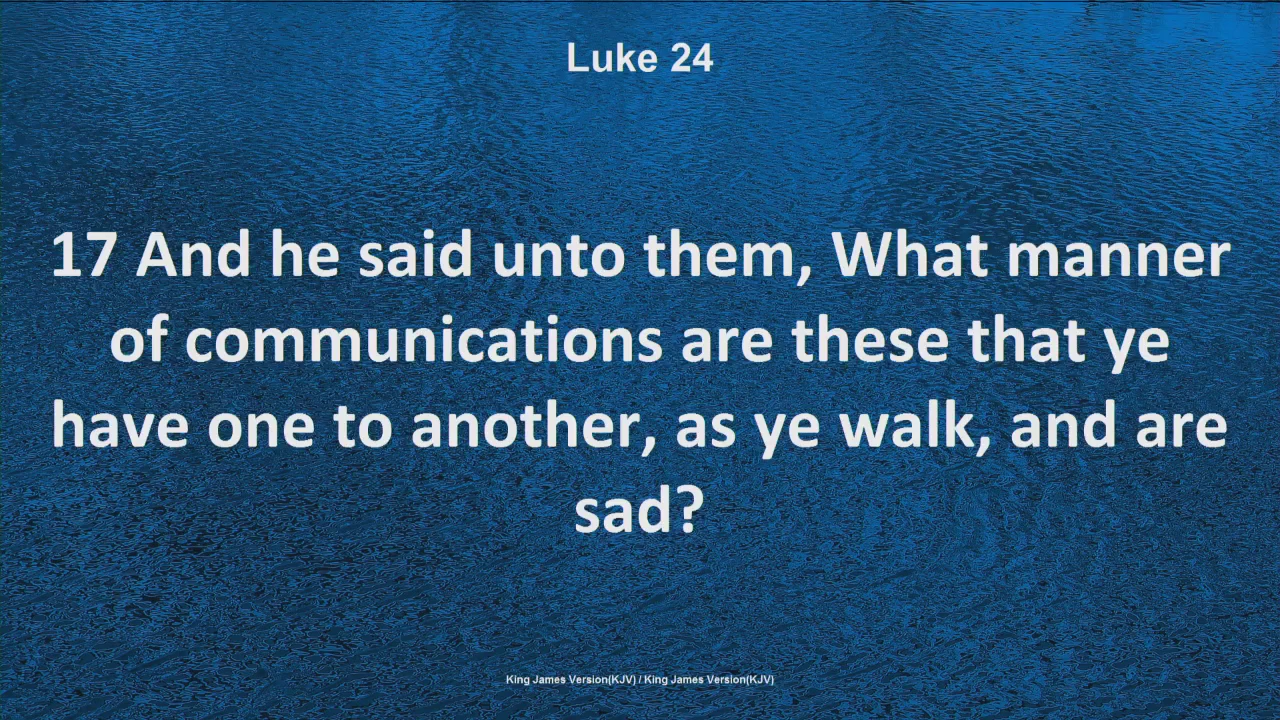 Luke 24
17 And he said unto them, What manner
of communications are these that ye
have one to another, as ye walk, and are
sad?
King James Version(KJV) / King James Version(KJV)